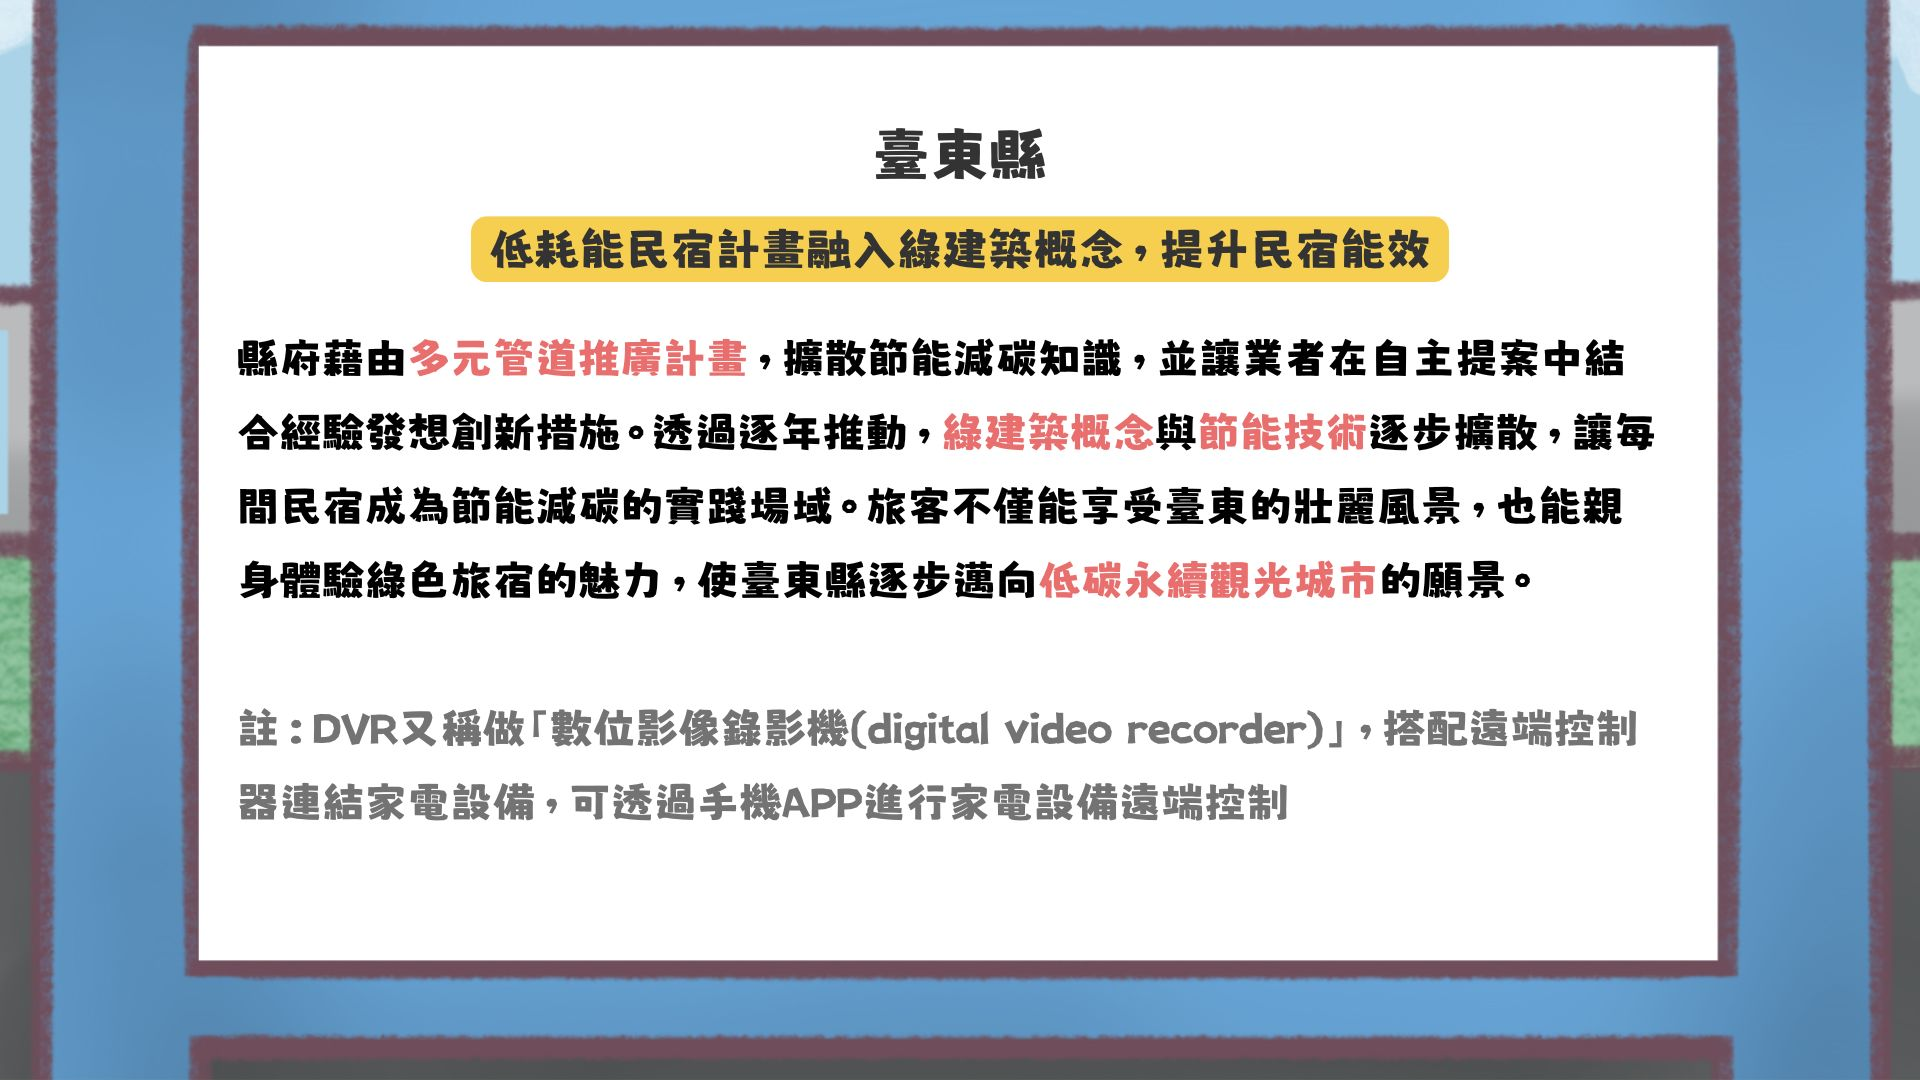 臺東縣
低耗能民宿計畫融入綠建築概念，提升民宿能效
縣府藉由多元管道推廣計畫，擴散節能減碳知識，並讓業者在自主提案中結
合經驗發想創新措施。透過逐年推動，綠建築概念與節能技術逐步擴散，讓每
間民宿成為節能減碳的實踐場域。旅客不僅能享受臺東的壯麗風景，也能親
身體驗綠色旅宿的魅力，使臺東縣逐步邁向低碳永續觀光城市的願景。
註：DVR又稱做「數位影像錄影機(digital video recorder)」，搭配遠端控制
器連結家電設備，可透過手機APP進行家電設備遠端控制